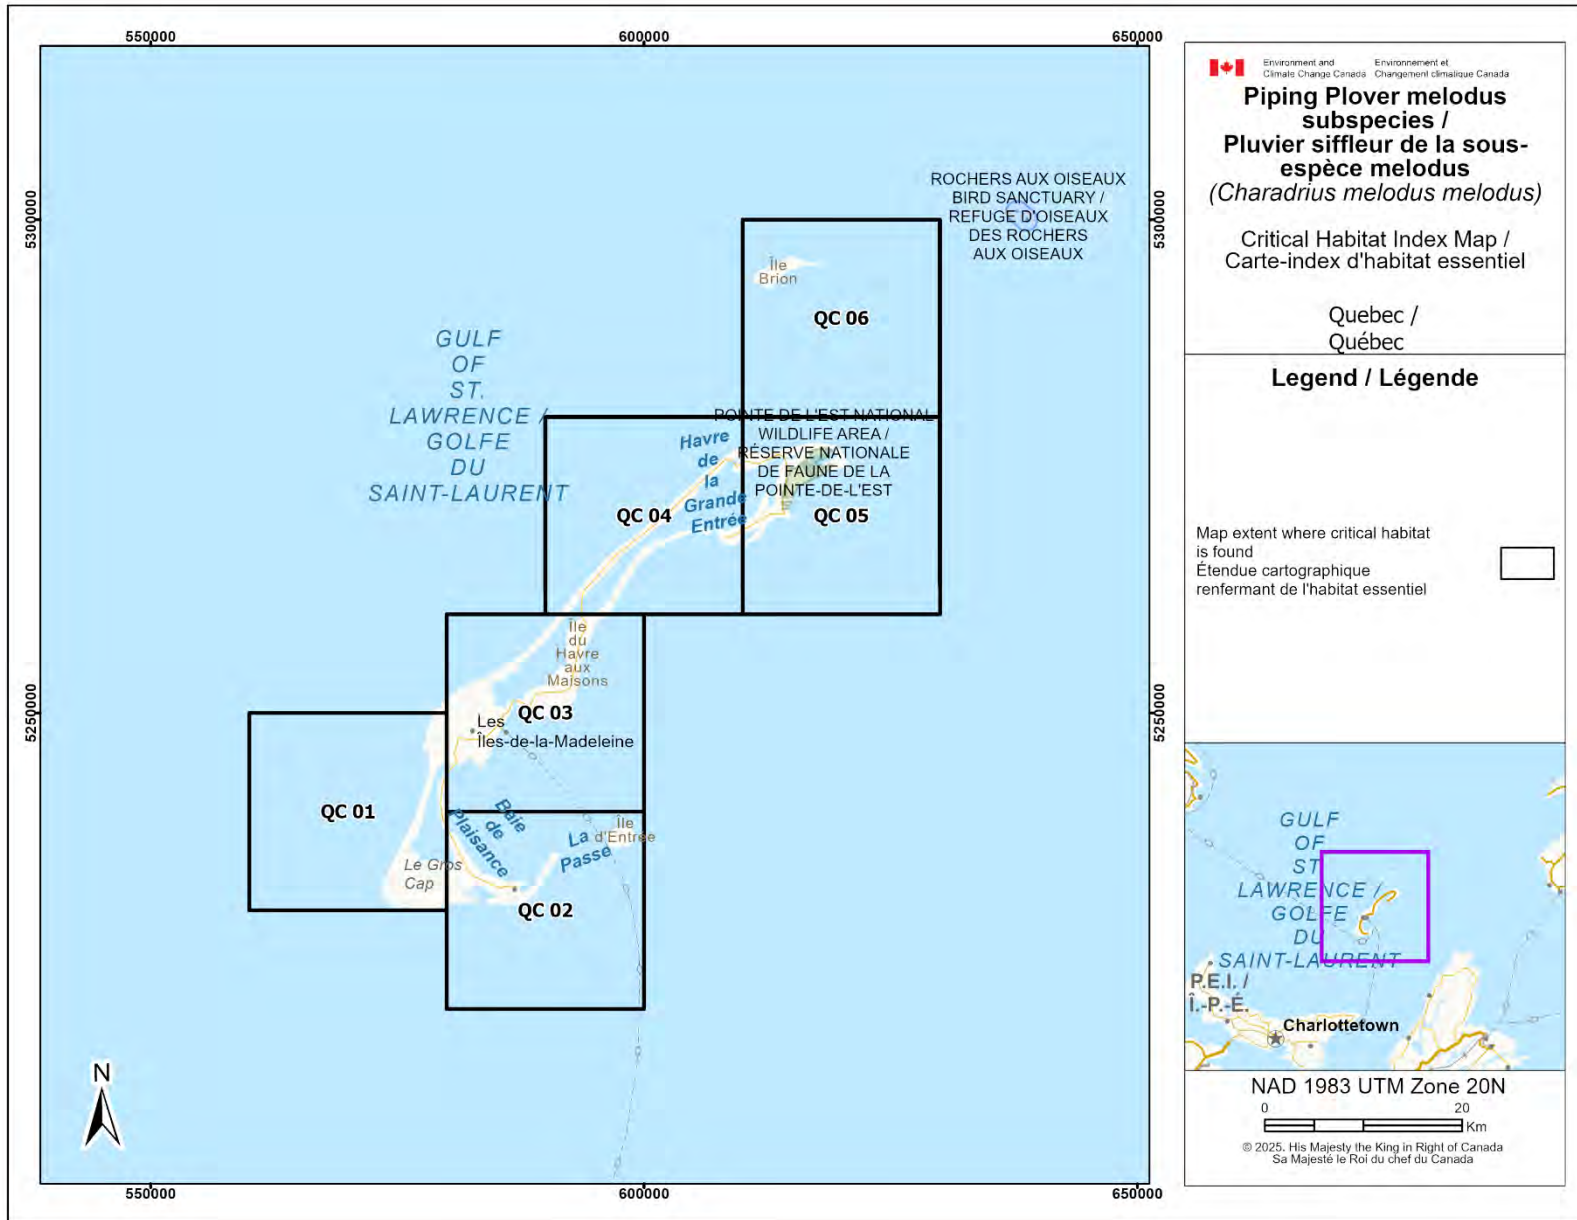 550000
600000
650000
5300000
5250000
5300000
5250000
550000
600000
650000
ROCHERS AUX OISEAUX
BIRD SANCTUARY /
REFUGE D'OISEAUX
DES ROCHERS
AUX OISEAUX
Île
Brion
QC 06
GULF
OF
ST.
LAWRENCE /
GOLFE
DU
SAINT-LAURENT
POINTE DE L'EST NATIONAL
WILDLIFE AREA /
RÉSERVE NATIONALE
DE FAUNE DE LA
POINTE-DE-L'EST
Havre
de
la
Grande
Entrée
QC 04
QC 05
Île
du
Havre
aux
Maisons
QC 03
Les
Îles-de-la-Madeleine
QC 01
Baie
de
Plaisance
La
Passe
Île
d'Entrée
Le Gros
Cap
QC 02
N
Environment and
Climate Change Canada
Environnement et
Changement climatique Canada
Piping Plover melodus
subspecies /
Pluvier siffleur de la sous-
espèce melodus
(Charadrius melodus melodus)
Critical Habitat Index Map /
Carte-index d'habitat essentiel
Quebec /
Québec
Legend / Légende
Map extent where critical habitat
is found
Étendue cartographique
renfermant de l'habitat essentiel
GULF
OF
ST.
LAWRENCE /
GOLFE
DU
SAINT-LAURENT
P.E.I. /
Î.-P.-É.
Charlottetown
NAD 1983 UTM Zone 20N
0 20
Km
© 2025. His Majesty the King in Right of Canada
Sa Majesté le Roi du chef du Canada